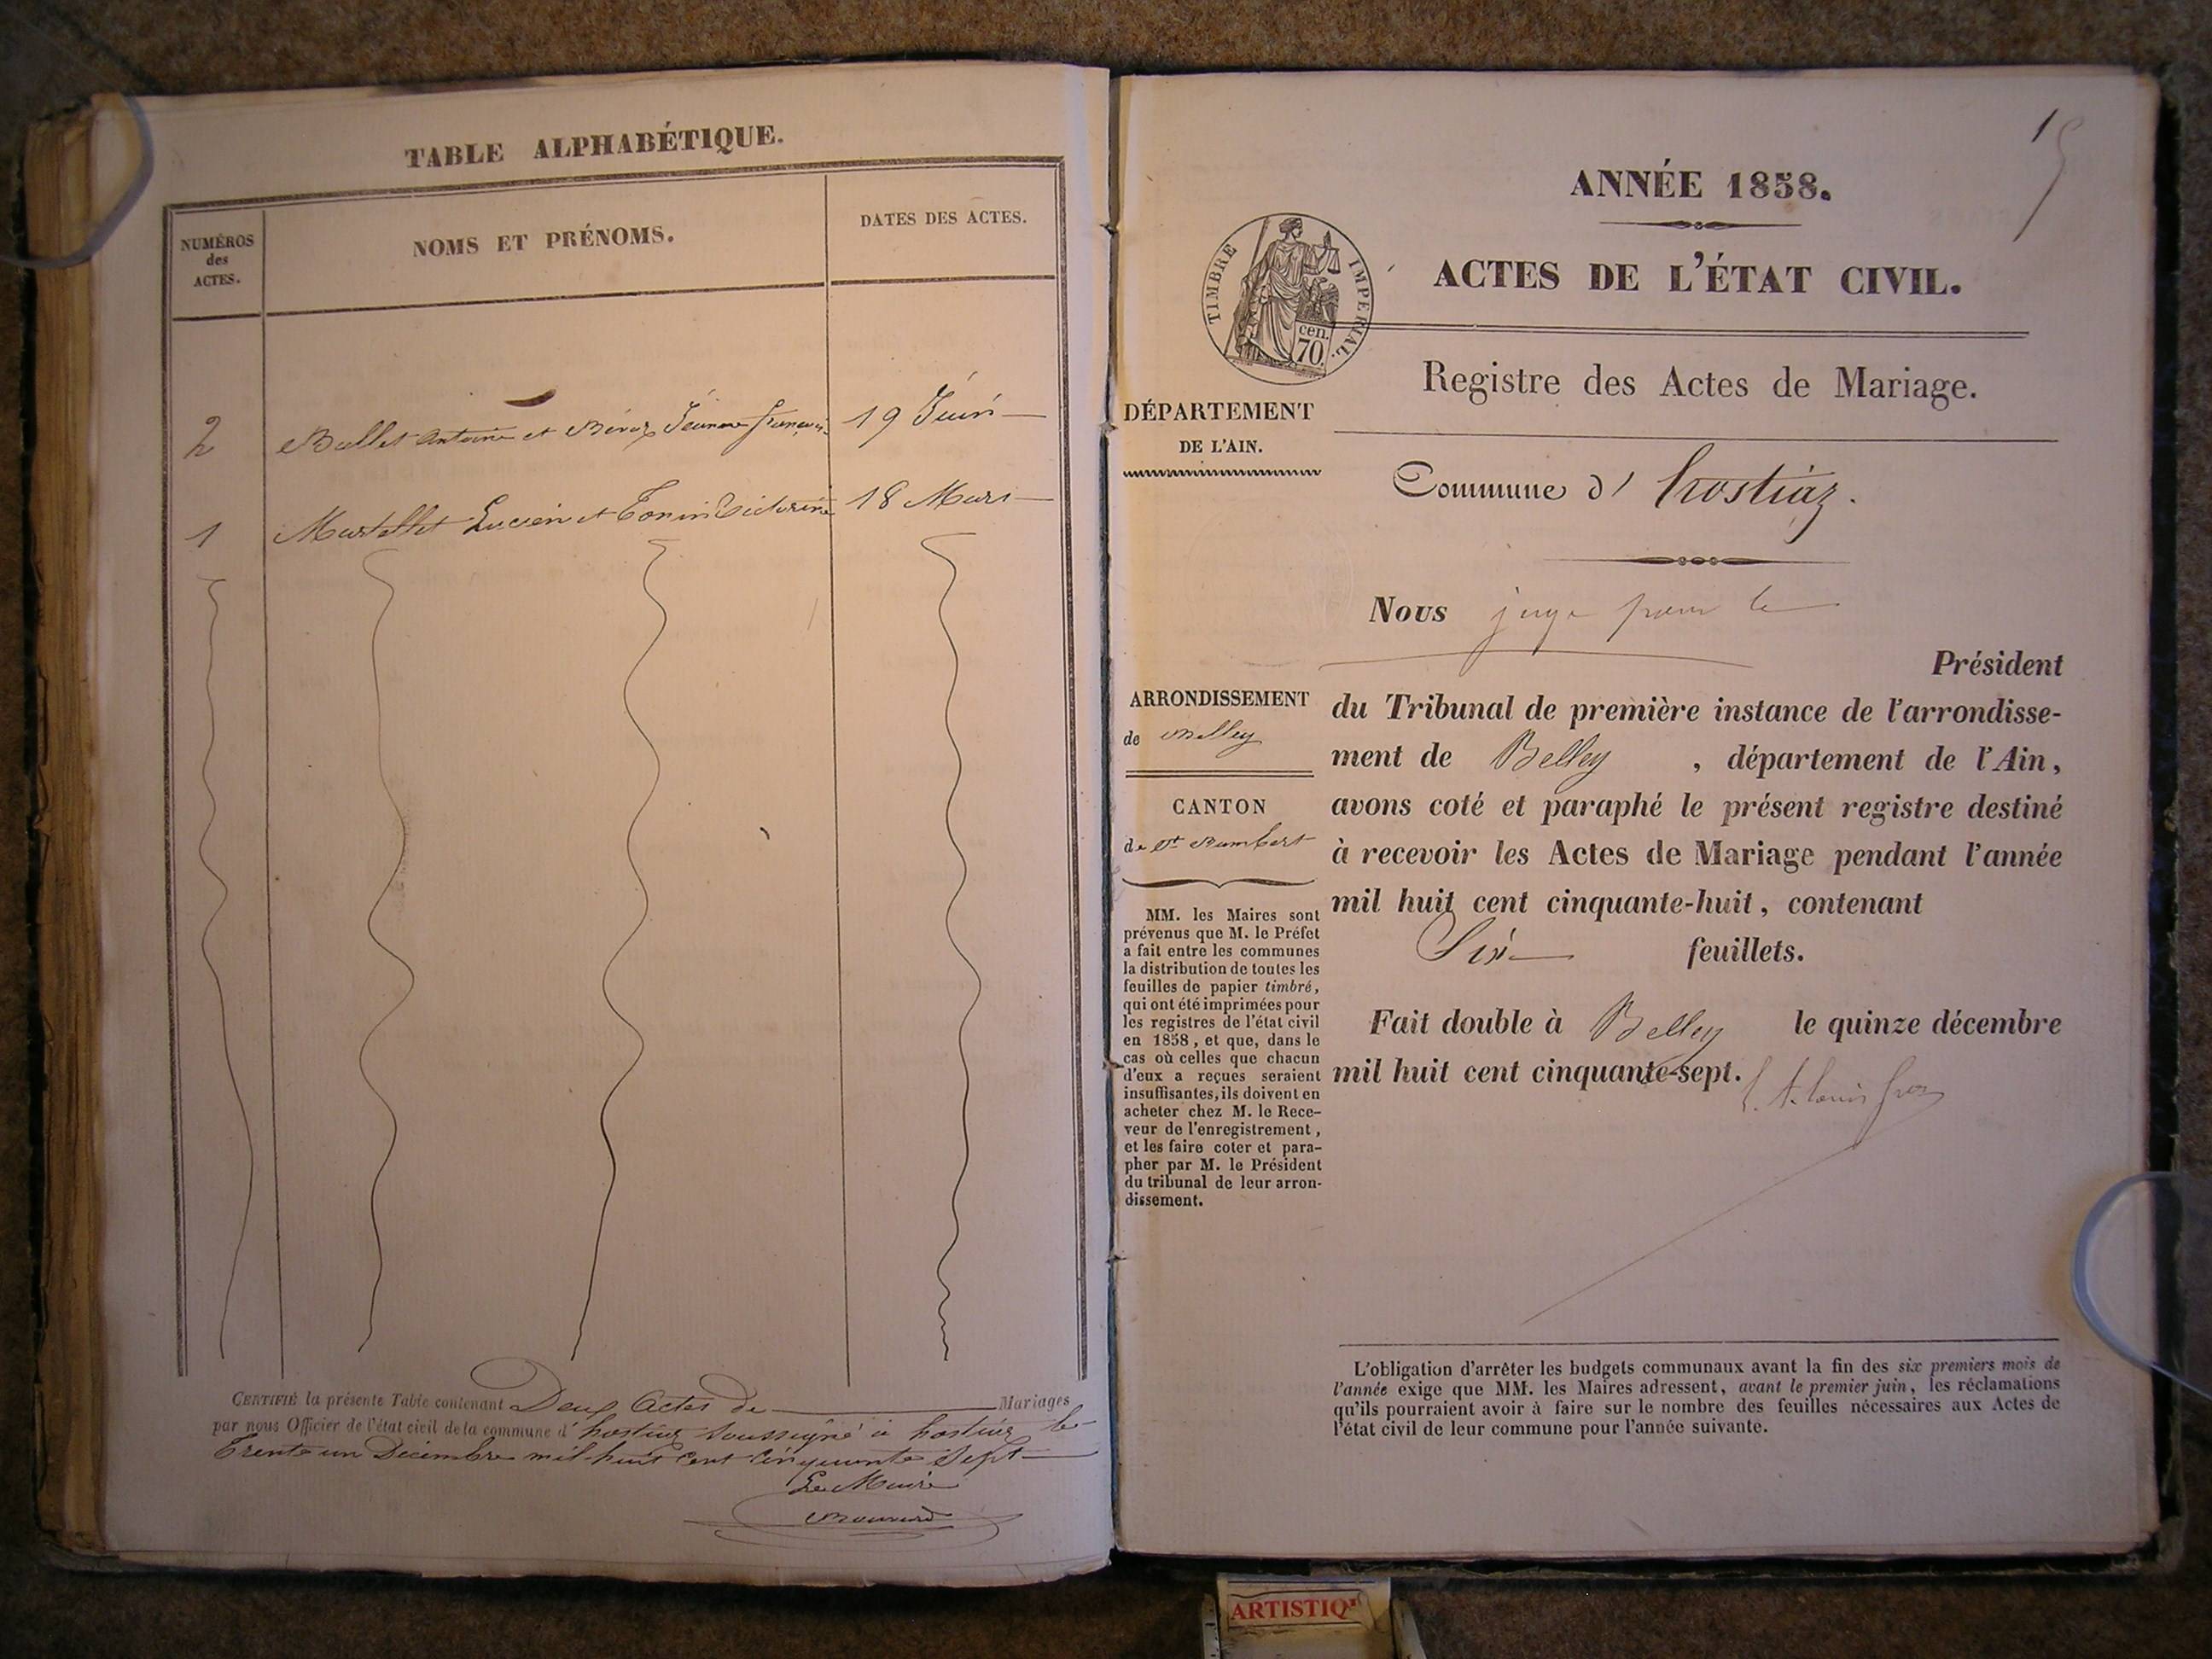 TABLE ALPHABÉTIQUE.
NUMÉROS des ACTES.
NOMS ET PRÉNOMS.
DATES DES ACTES.
2 Ballet Antoine et Jeanne 19 Juin
1 Martellet Lucien et Tonin Victorine 18 Mars
CERTIFIÉ la présente Table contenant Deux Actes de Mariages
par nous Officier de l'état civil de la commune d'hostiaz soussigné à hostiaz le
trente un Décembre mil huit Cent Cinquante Sept
Le Maire
15
ANNÉE 1858.
ACTES DE L'ÉTAT CIVIL.
TIMBRE IMPÉRIAL.
cen.
70.
Registre des Actes de Mariage.
DÉPARTEMENT
DE L'AIN.
Commune d'hostiaz.
Nous juge pour le
Président
du Tribunal de première instance de l'arrondisse-
ment de Belley , département de l'Ain,
avons coté et paraphé le présent registre destiné
à recevoir les Actes de Mariage pendant l'année
mil huit cent cinquante-huit, contenant
Six feuillets.
Fait double à Belley le quinze décembre
mil huit cent cinquante-sept.
ARRONDISSEMENT
de Belley
CANTON
de St Rambert
MM. les Maires sont
prévenus que M. le Préfet
a fait entre les communes
la distribution de toutes les
feuilles de papier timbré,
qui ont été imprimées pour
les registres de l'état civil
en 1858, et que, dans le
cas où celles que chacun
d'eux a reçues seraient
insuffisantes, ils doivent en
acheter chez M. le Rece-
veur de l'enregistrement,
et les faire coter et para-
pher par M. le Président
du tribunal de leur arron-
dissement.
L'obligation d'arrêter les budgets communaux avant la fin des six premiers mois de
l'année exige que MM. les Maires adressent, avant le premier juin, les réclamations
qu'ils pourraient avoir à faire sur le nombre des feuilles nécessaires aux Actes de
l'état civil de leur commune pour l'année suivante.
ARTISTIQ